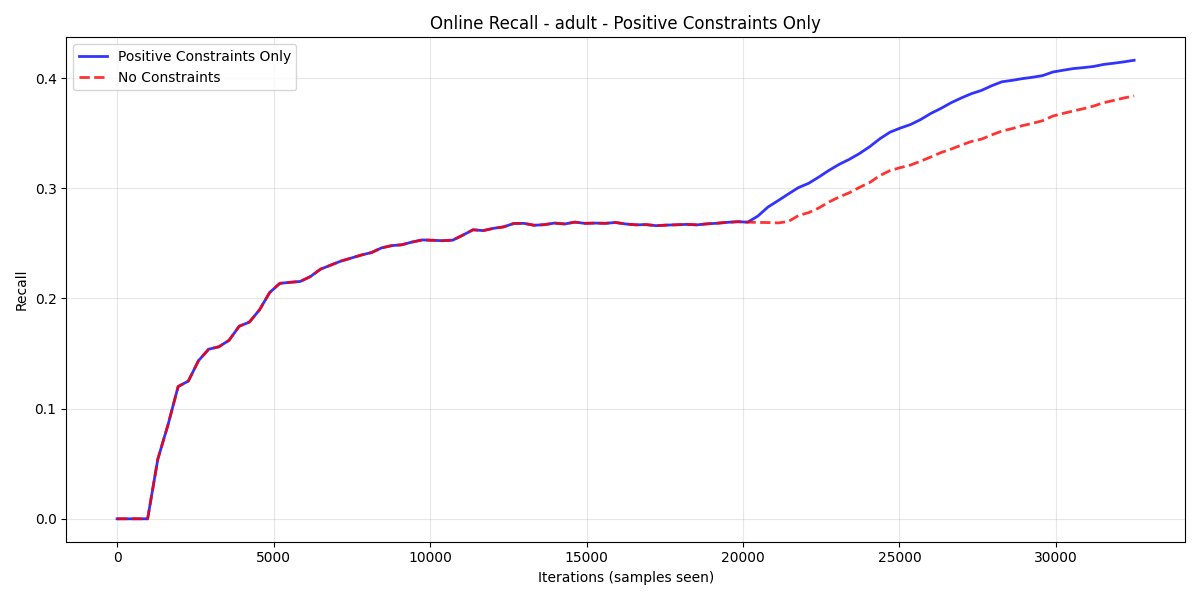 Online Recall - adult - Positive Constraints Only
Positive Constraints Only
No Constraints
0.4
0.3
0.2
0.1
0.0
Recall
0 5000 10000 15000 20000 25000 30000
Iterations (samples seen)